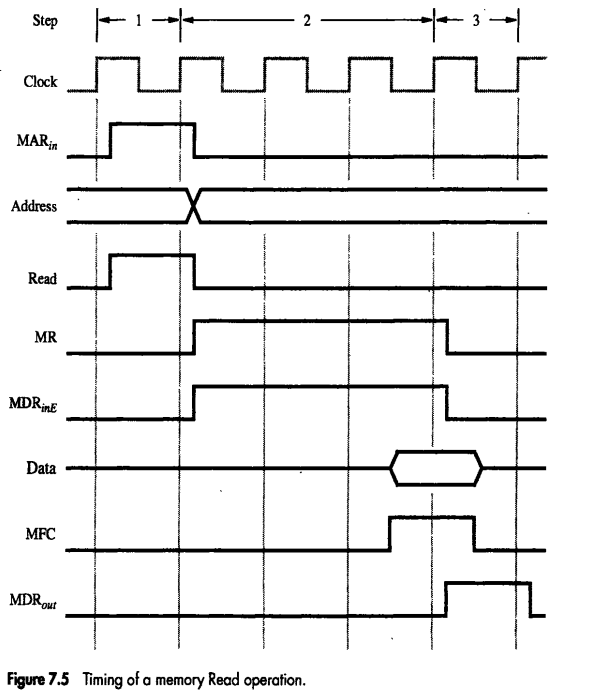 Step 1 2 3
Clock
MARin
Address
Read
MR
MDRinE
Data
MFC
MDRout
Figure 7.5 Timing of a memory Read operation.